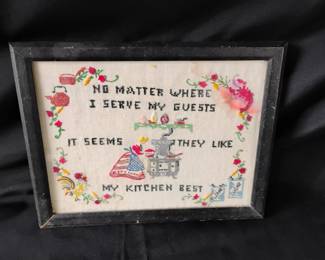 NO MATTER WHERE
I SERVE MY GUESTS
IT SEEMS THEY LIKE
MY KITCHEN BEST